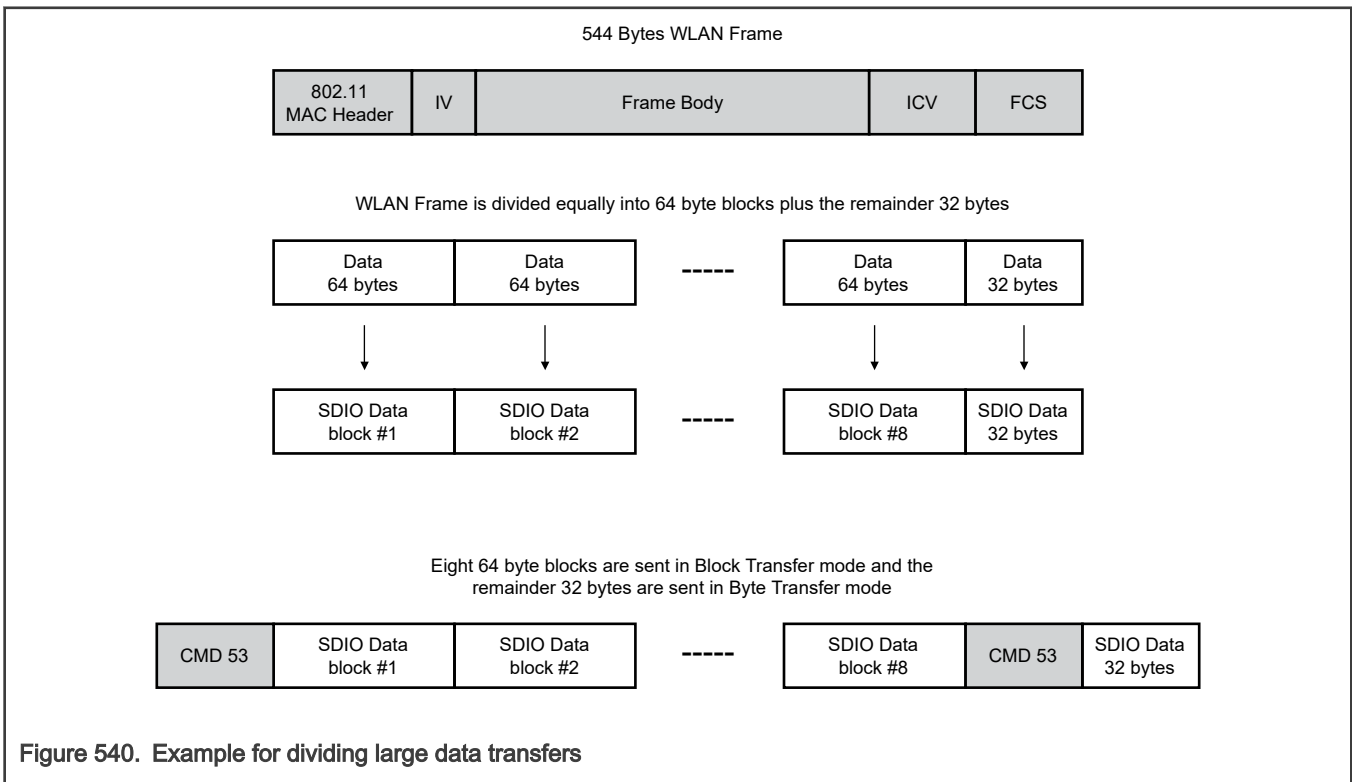 544 Bytes WLAN Frame
802.11
MAC Header
IV
Frame Body
ICV
FCS
WLAN Frame is divided equally into 64 byte blocks plus the remainder 32 bytes
Data
64 bytes
Data
64 bytes
-----
Data
64 bytes
Data
32 bytes
SDIO Data
block #1
SDIO Data
block #2
-----
SDIO Data
block #8
SDIO Data
32 bytes
Eight 64 byte blocks are sent in Block Transfer mode and the
remainder 32 bytes are sent in Byte Transfer mode
CMD 53
SDIO Data
block #1
SDIO Data
block #2
-----
SDIO Data
block #8
CMD 53
SDIO Data
32 bytes
Figure 540. Example for dividing large data transfers